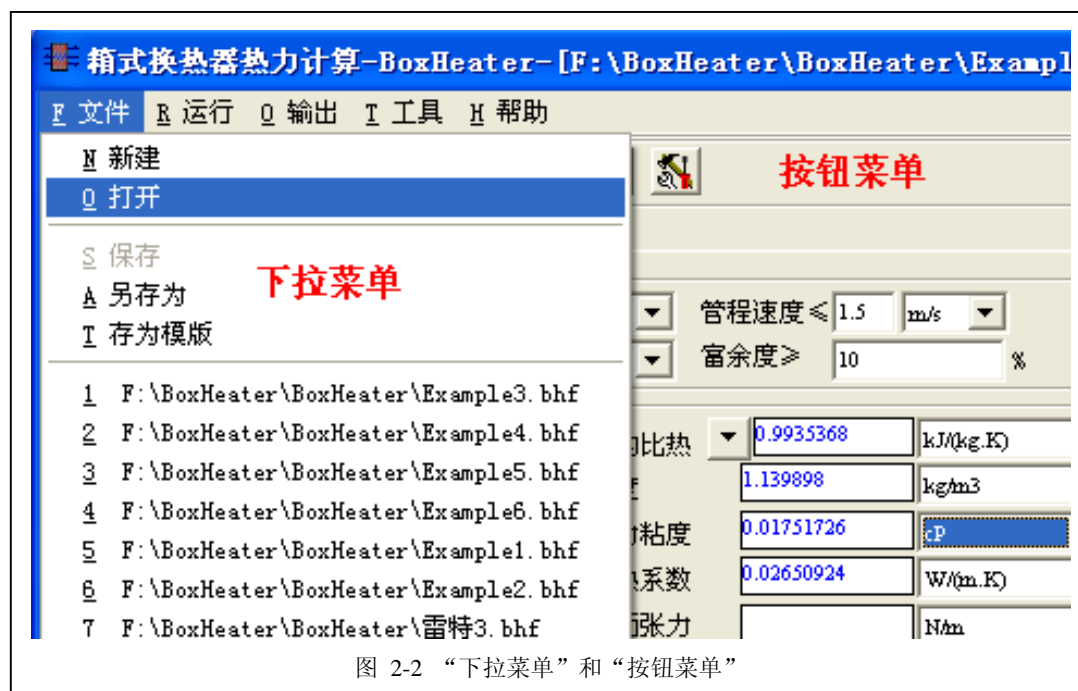 箱式换热器热力计算-BoxHeater-[F:\BoxHeater\BoxHeater\Exampl
F 文件 R 运行 O 输出 T 工具 H 帮助
N 新建
O 打开
按钮菜单
S 保存
A 另存为
T 存为模版
下拉菜单
管程速度≤ 1.5 m/s
富余度≥ 10 %
1 F:\BoxHeater\BoxHeater\Example3.bhf
2 F:\BoxHeater\BoxHeater\Example4.bhf
3 F:\BoxHeater\BoxHeater\Example5.bhf
4 F:\BoxHeater\BoxHeater\Example6.bhf
5 F:\BoxHeater\BoxHeater\Example1.bhf
6 F:\BoxHeater\BoxHeater\Example2.bhf
7 F:\BoxHeater\BoxHeater\雷特3.bhf
比热 0.9935368 kJ/(kg.K)
1.139898 kg/m3
粘度 0.01751726 cP
系数 0.02650924 W/(m.K)
张力 N/m
图 2-2 “下拉菜单”和“按钮菜单”